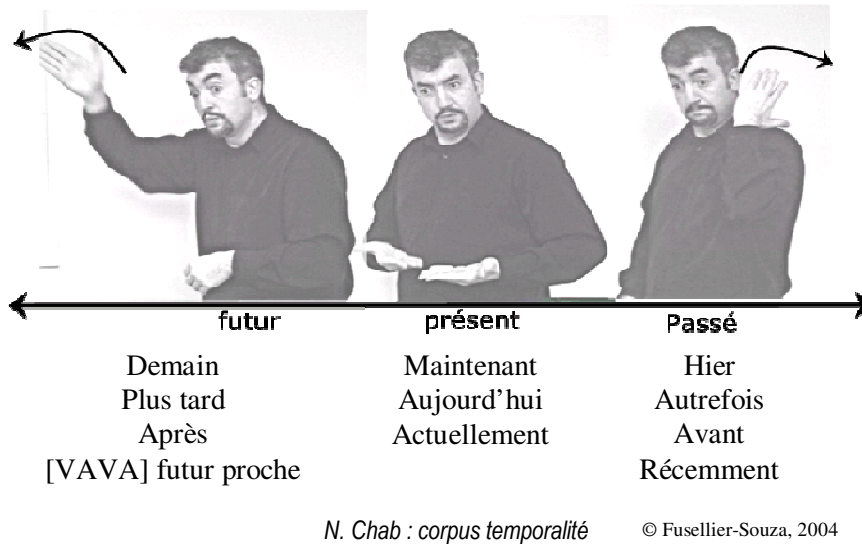 futur présent Passé
Demain Maintenant Hier
Plus tard Aujourd’hui Autrefois
Après Actuellement Avant
[VAVA] futur proche Récemment
N. Chab : corpus temporalité © Fusellier-Souza, 2004